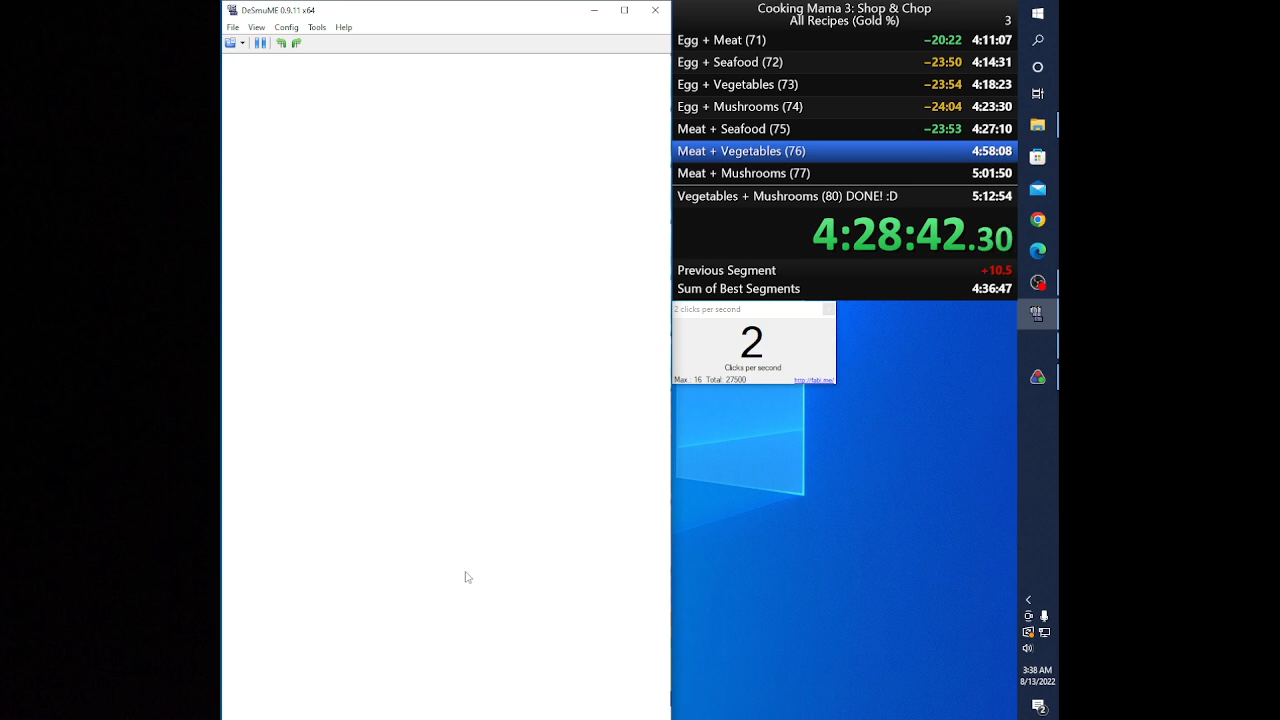 DeSmuME 0.9.11 x64
File View Config Tools Help
Cooking Mama 3: Shop & Chop
All Recipes (Gold %) 3
Egg + Meat (71) −20:22 4:11:07
Egg + Seafood (72) −23:50 4:14:31
Egg + Vegetables (73) −23:54 4:18:23
Egg + Mushrooms (74) −24:04 4:23:30
Meat + Seafood (75) −23:53 4:27:10
Meat + Vegetables (76) 4:58:08
Meat + Mushrooms (77) 5:01:50
Vegetables + Mushrooms (80) DONE! :D 5:12:54
4:28:42.30
Previous Segment +10.5
Sum of Best Segments 4:36:47
2 clicks per second
2
Clicks per second
Max.: 16 Total: 27500 http://fabi.me/
3:38 AM
8/13/2022
2